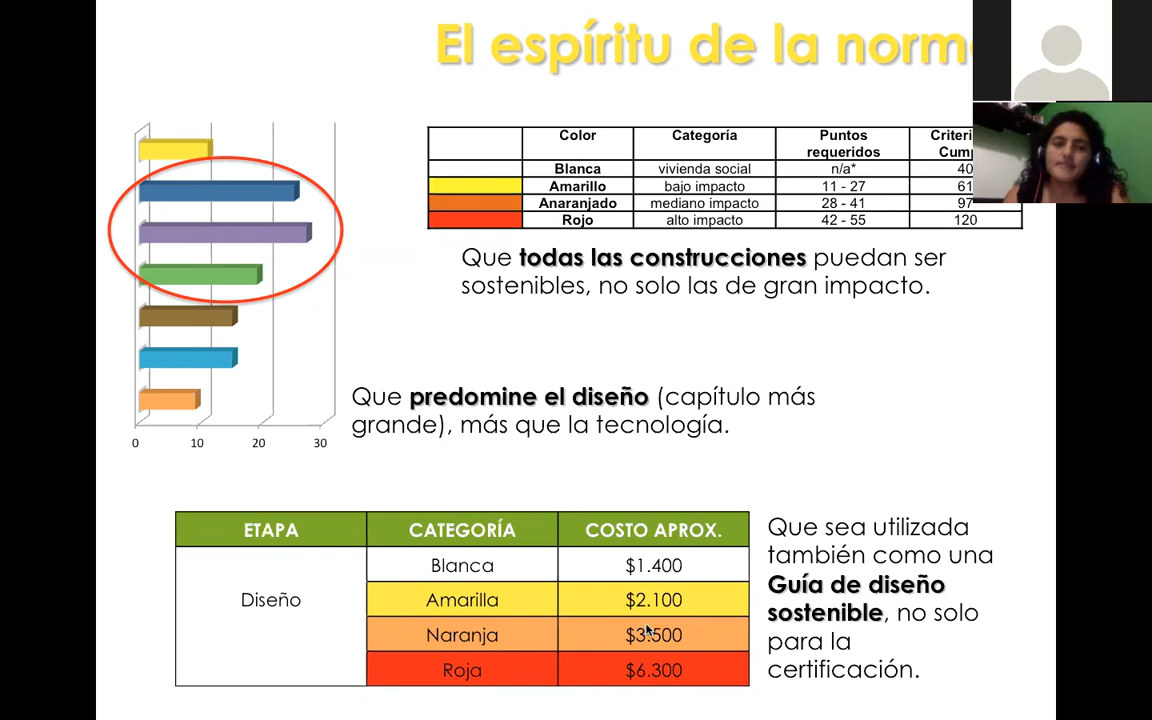 El espíritu de la norm
Color Categoría Puntos requeridos Criteri Cump
Blanca vivienda social n/a* 40
Amarillo bajo impacto 11 - 27 61
Anaranjado mediano impacto 28 - 41 97
Rojo alto impacto 42 - 55 120
Que todas las construcciones puedan ser
sostenibles, no solo las de gran impacto.
0 10 20 30
Que predomine el diseño (capítulo más
grande), más que la tecnología.
ETAPA CATEGORÍA COSTO APROX.
Blanca $1.400
Diseño Amarilla $2.100
Naranja $3.500
Roja $6.300
Que sea utilizada
también como una
Guía de diseño
sostenible, no solo
para la
certificación.